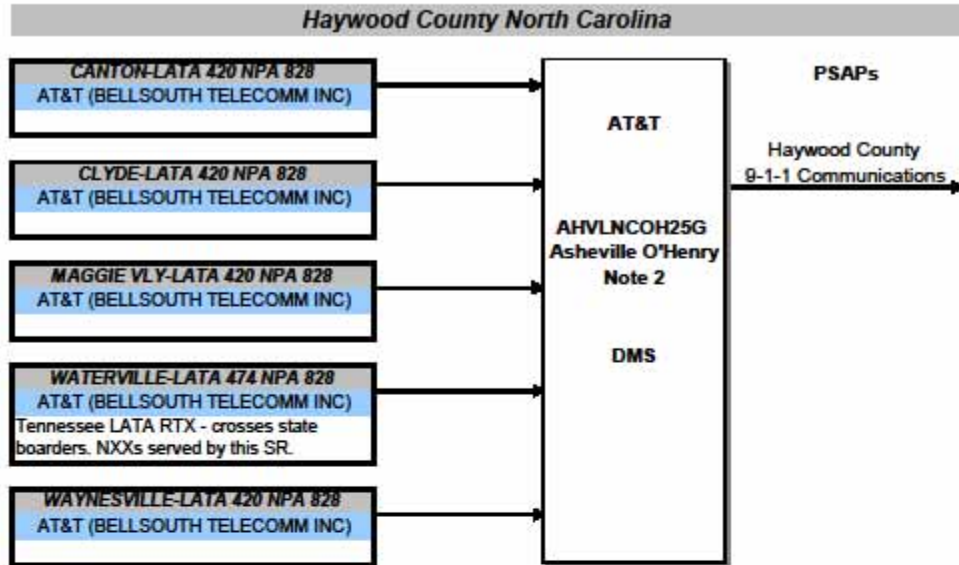 Haywood County North Carolina
CANTON-LATA 420 NPA 828
AT&T (BELLSOUTH TELECOMM INC)
CLYDE-LATA 420 NPA 828
AT&T (BELLSOUTH TELECOMM INC)
MAGGIE VLY-LATA 420 NPA 828
AT&T (BELLSOUTH TELECOMM INC)
WATERVILLE-LATA 474 NPA 828
AT&T (BELLSOUTH TELECOMM INC)
Tennessee LATA RTX - crosses state
boarders. NXXs served by this SR.
WAYNESVILLE-LATA 420 NPA 828
AT&T (BELLSOUTH TELECOMM INC)
AT&T
AHVLNCOH25G
Asheville O'Henry
Note 2
DMS
PSAPs
Haywood County
9-1-1 Communications